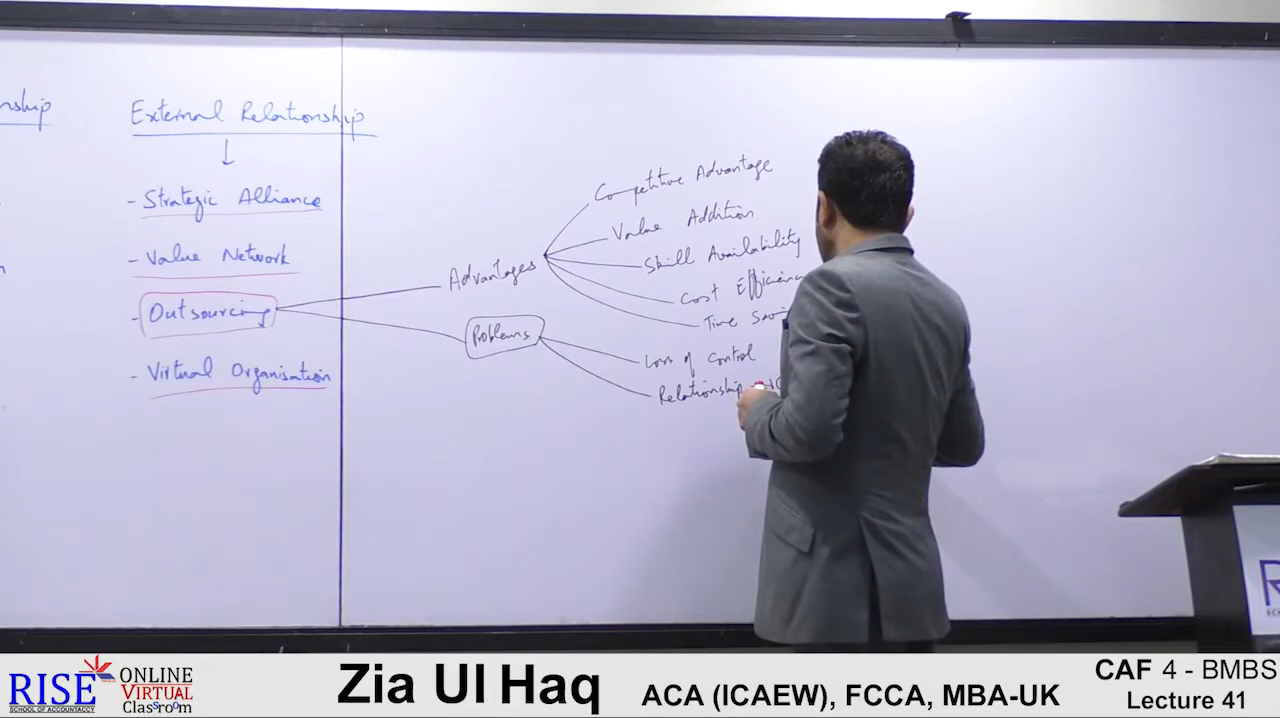 External Relationship
- Strategic Alliance
- Value Network
- Outsourcing
- Virtual Organisation
Advantages
Competitive Advantage
Value Addition
Skill Availability
Cost
Time
Problems
Loss of Control
Relationship
RISE
SCHOOL OF ACCOUNTANCY
ONLINE
VIRTUAL
Classroom
Zia Ul Haq
ACA (ICAEW), FCCA, MBA-UK
CAF 4 - BMBS
Lecture 41